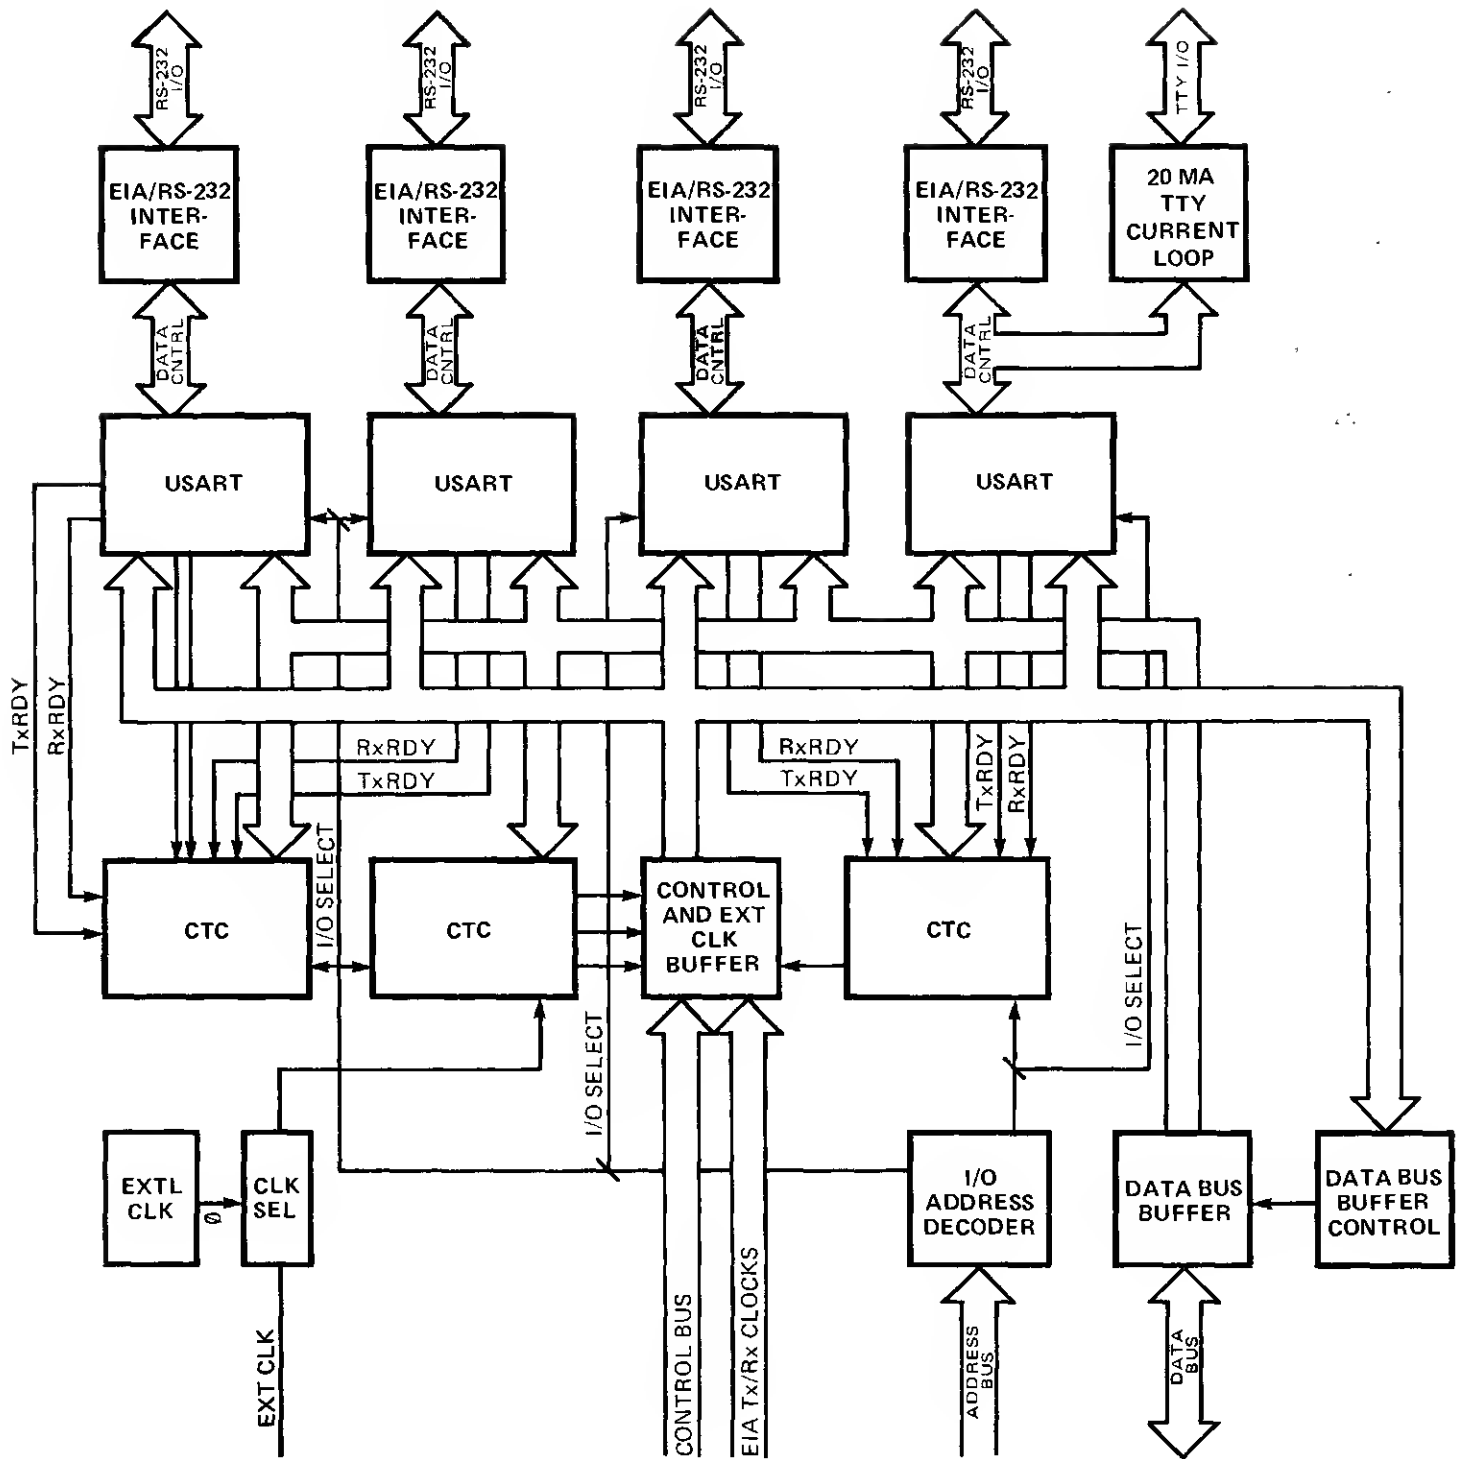 RS-232
I/O
RS-232
I/O
RS-232
I/O
RS-232
I/O
TTY I/O
EIA/RS-232
INTER-
FACE
EIA/RS-232
INTER-
FACE
EIA/RS-232
INTER-
FACE
EIA/RS-232
INTER-
FACE
20 MA
TTY
CURRENT
LOOP
DATA
CNTRL
DATA
CNTRL
DATA
CNTRL
DATA
CNTRL
USART
USART
USART
USART
TxRDY
RxRDY
RxRDY
TxRDY
RxRDY
TxRDY
TxRDY
RxRDY
CTC
I/O SELECT
CTC
CONTROL
AND EXT
CLK
BUFFER
CTC
I/O SELECT
I/O SELECT
EXTL
CLK
Ø
CLK
SEL
I/O
ADDRESS
DECODER
DATA BUS
BUFFER
DATA BUS
BUFFER
CONTROL
EXT CLK
CONTROL BUS
EIA Tx/Rx CLOCKS
ADDRESS
BUS
DATA
BUS